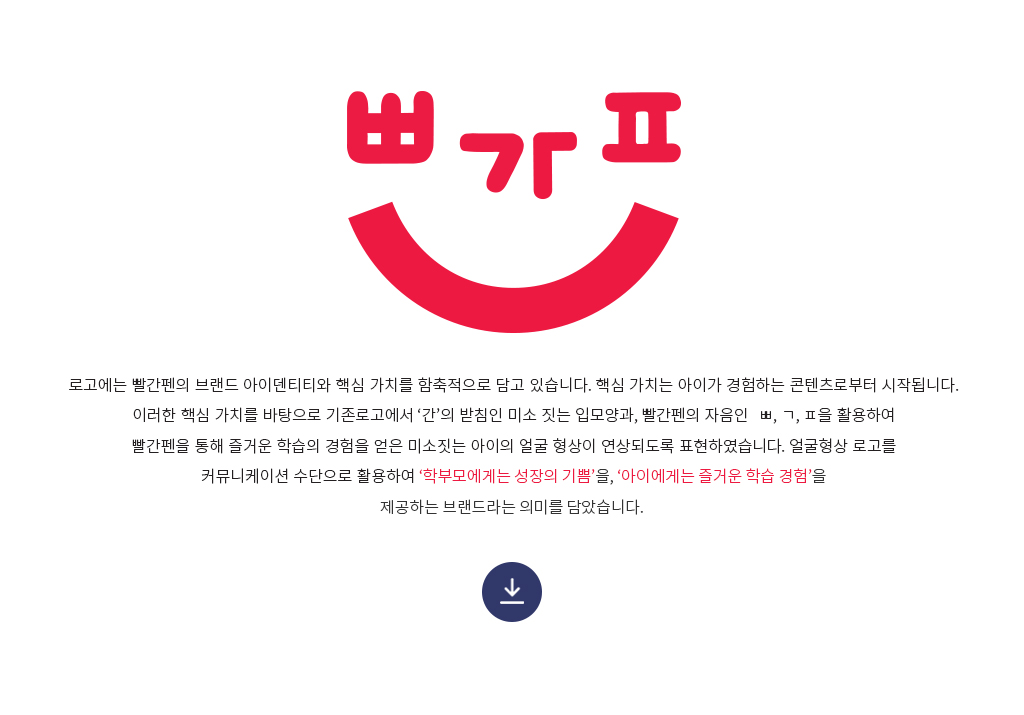 ㅃ가ㅍ
로고에는 빨간펜의 브랜드 아이덴티티와 핵심 가치를 함축적으로 담고 있습니다. 핵심 가치는 아이가 경험하는 콘텐츠로부터 시작됩니다.
이러한 핵심 가치를 바탕으로 기존로고에서 ‘간’의 받침인 미소 짓는 입모양과, 빨간펜의 자음인 ㅃ, ㄱ, ㅍ을 활용하여
빨간펜을 통해 즐거운 학습의 경험을 얻은 미소짓는 아이의 얼굴 형상이 연상되도록 표현하였습니다. 얼굴형상 로고를
커뮤니케이션 수단으로 활용하여 ‘학부모에게는 성장의 기쁨’을, ‘아이에게는 즐거운 학습 경험’을
제공하는 브랜드라는 의미를 담았습니다.